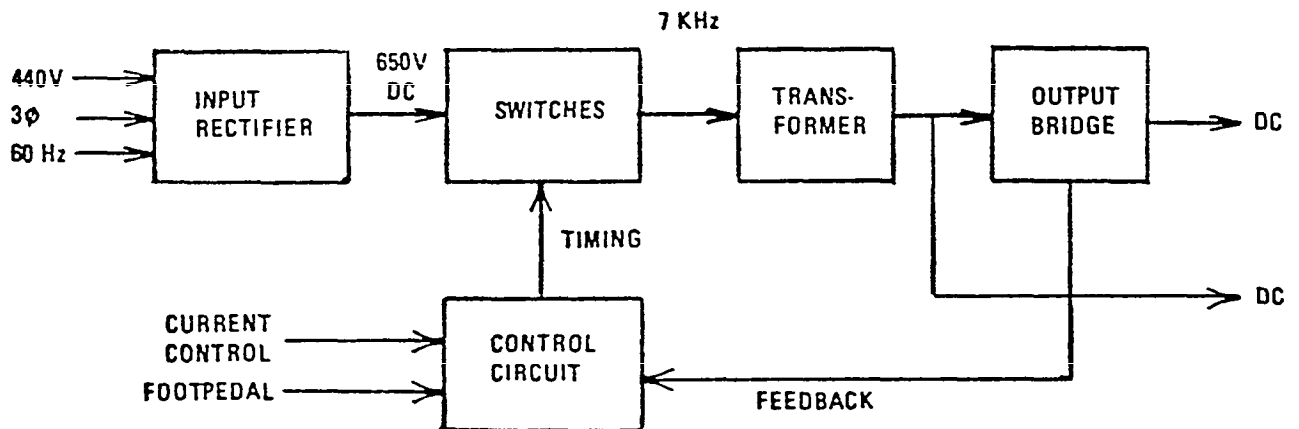 7 KHz
440V
3ϕ
60 Hz
INPUT
RECTIFIER
650V
DC
SWITCHES
TRANS-
FORMER
OUTPUT
BRIDGE
DC
TIMING
DC
CURRENT
CONTROL
FOOTPEDAL
CONTROL
CIRCUIT
FEEDBACK